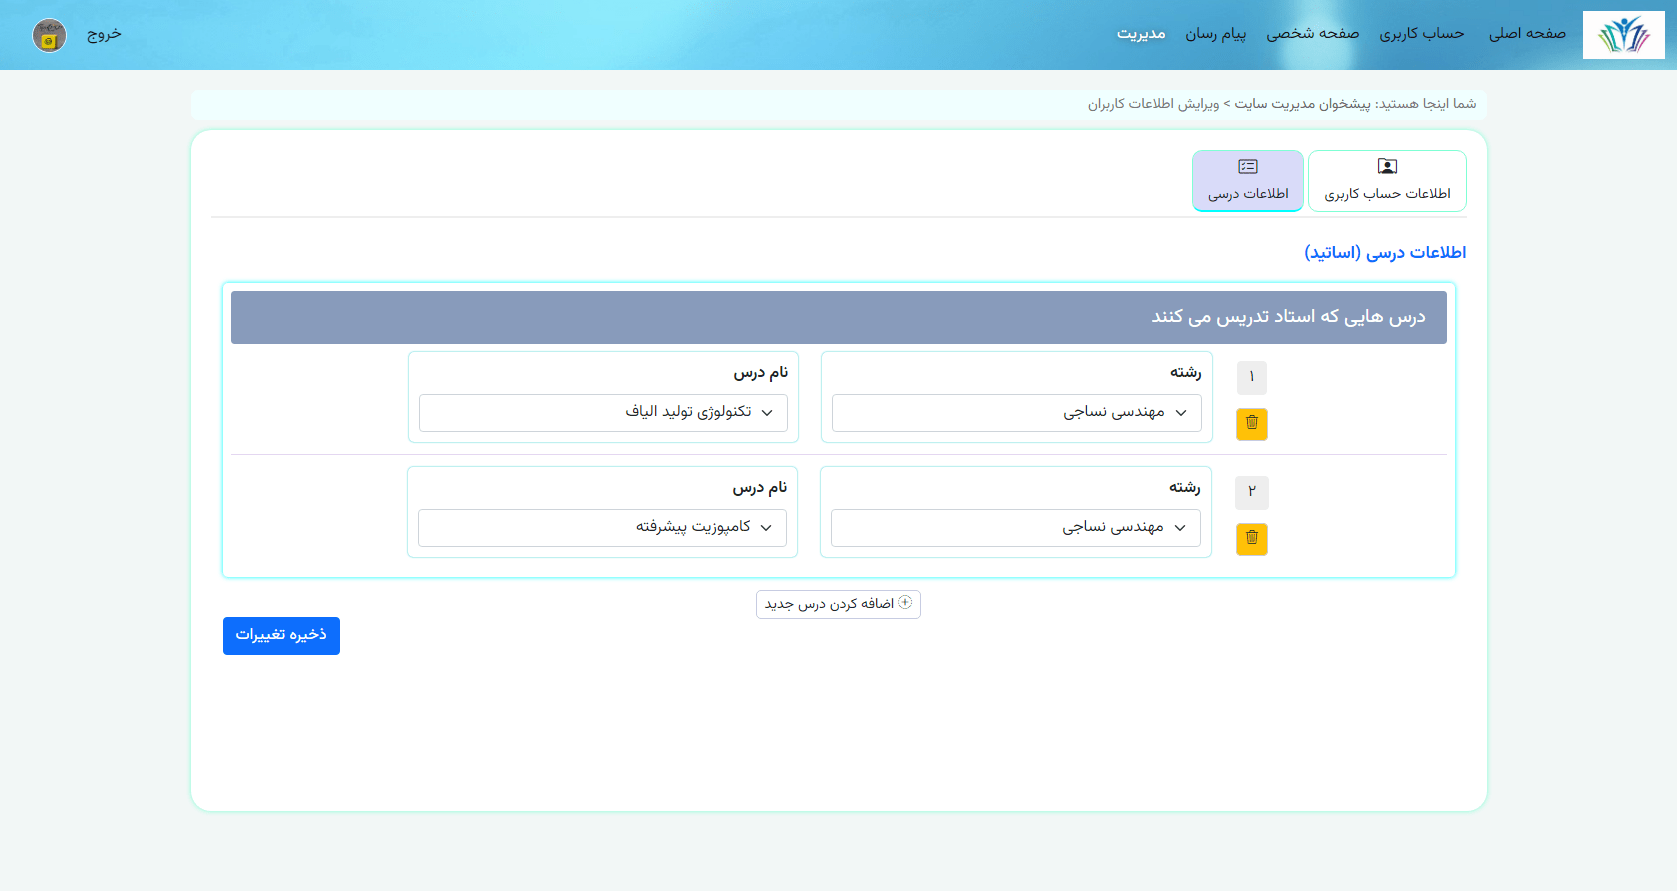 صفحه اصلی
حساب کاربری
صفحه شخصی
پیام رسان
مدیریت
خروج
شما اینجا هستید: پیشخوان مدیریت سایت > ویرایش اطلاعات کاربران
اطلاعات حساب کاربری
اطلاعات درسی
اطلاعات درسی (اساتید)
درس هایی که استاد تدریس می کنند
۱
رشته
مهندسی نساجی
نام درس
تکنولوژی تولید الیاف
۲
رشته
مهندسی نساجی
نام درس
کامپوزیت پیشرفته
اضافه کردن درس جدید
ذخیره تغییرات